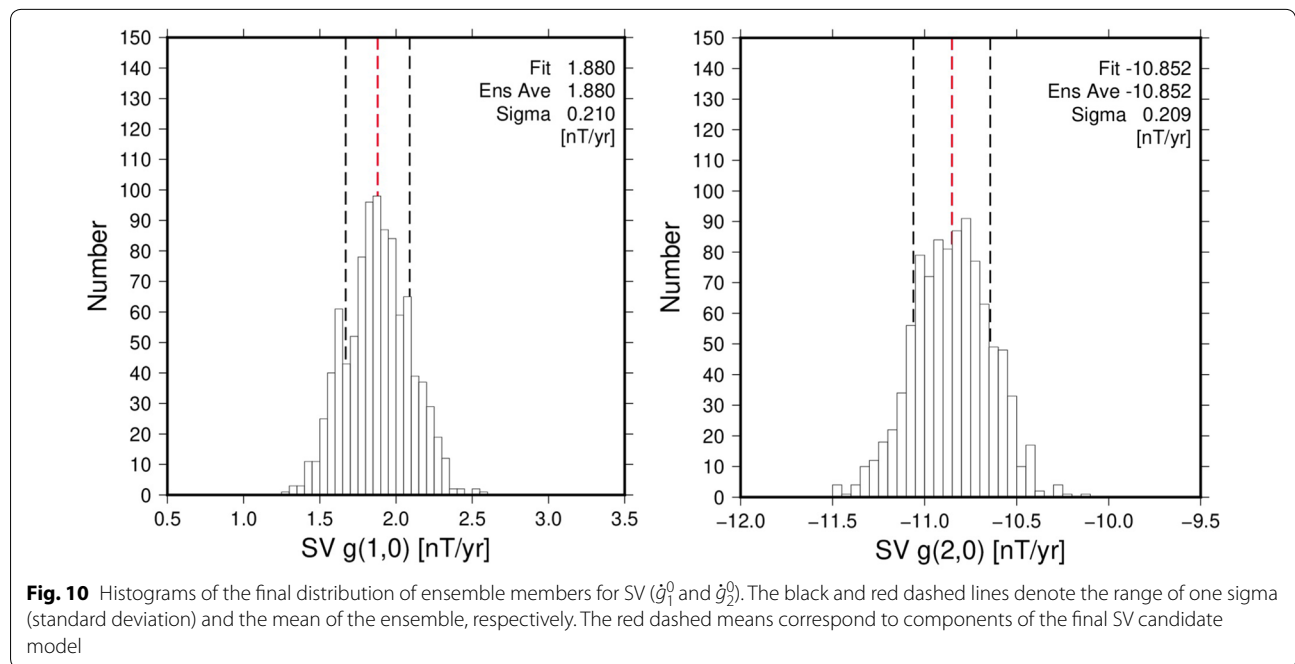 150
140
130
120
110
100
90
80
70
60
50
40
30
20
10
0
Number
Fit 1.880
Ens Ave 1.880
Sigma 0.210
[nT/yr]
0.5 1.0 1.5 2.0 2.5 3.0 3.5
SV g(1,0) [nT/yr]
150
140
130
120
110
100
90
80
70
60
50
40
30
20
10
0
Number
Fit -10.852
Ens Ave -10.852
Sigma 0.209
[nT/yr]
−12.0 −11.5 −11.0 −10.5 −10.0 −9.5
SV g(2,0) [nT/yr]
Fig. 10 Histograms of the final distribution of ensemble members for SV (ġ₁⁰ and ġ₂⁰). The black and red dashed lines denote the range of one sigma
(standard deviation) and the mean of the ensemble, respectively. The red dashed means correspond to components of the final SV candidate
model